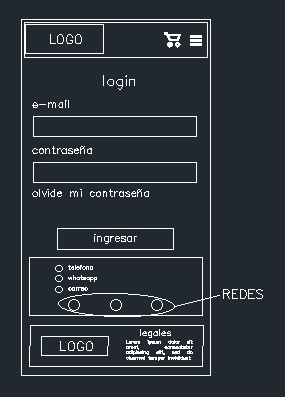 LOGO
login
e-mail
contraseña
olvide mi contraseña
ingresar
telefono
whatsapp
correo
REDES
LOGO
legales
Lorem ipsum dolor sit
amet, consectetur
adipiscing elit, sed do
eiusmod tempor incididunt